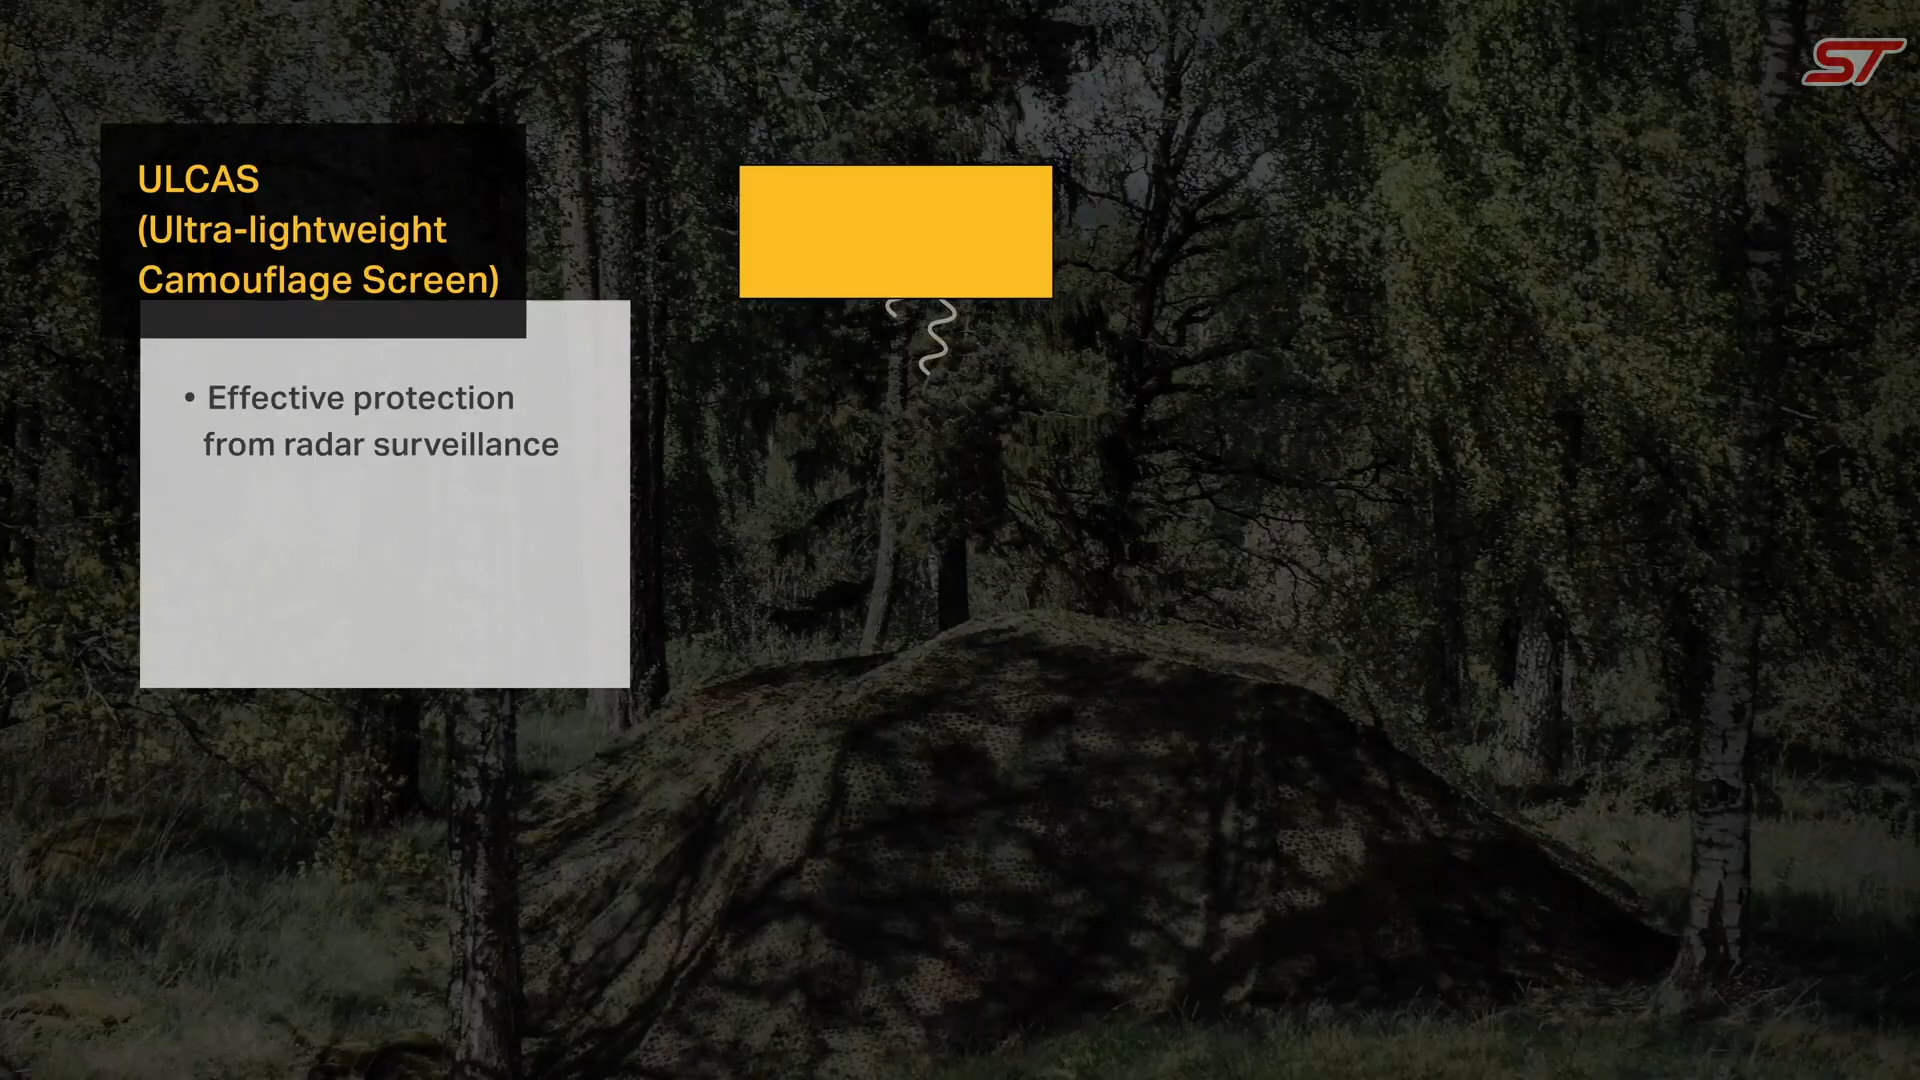 ST
ULCAS
(Ultra-lightweight
Camouflage Screen)
• Effective protection
from radar surveillance